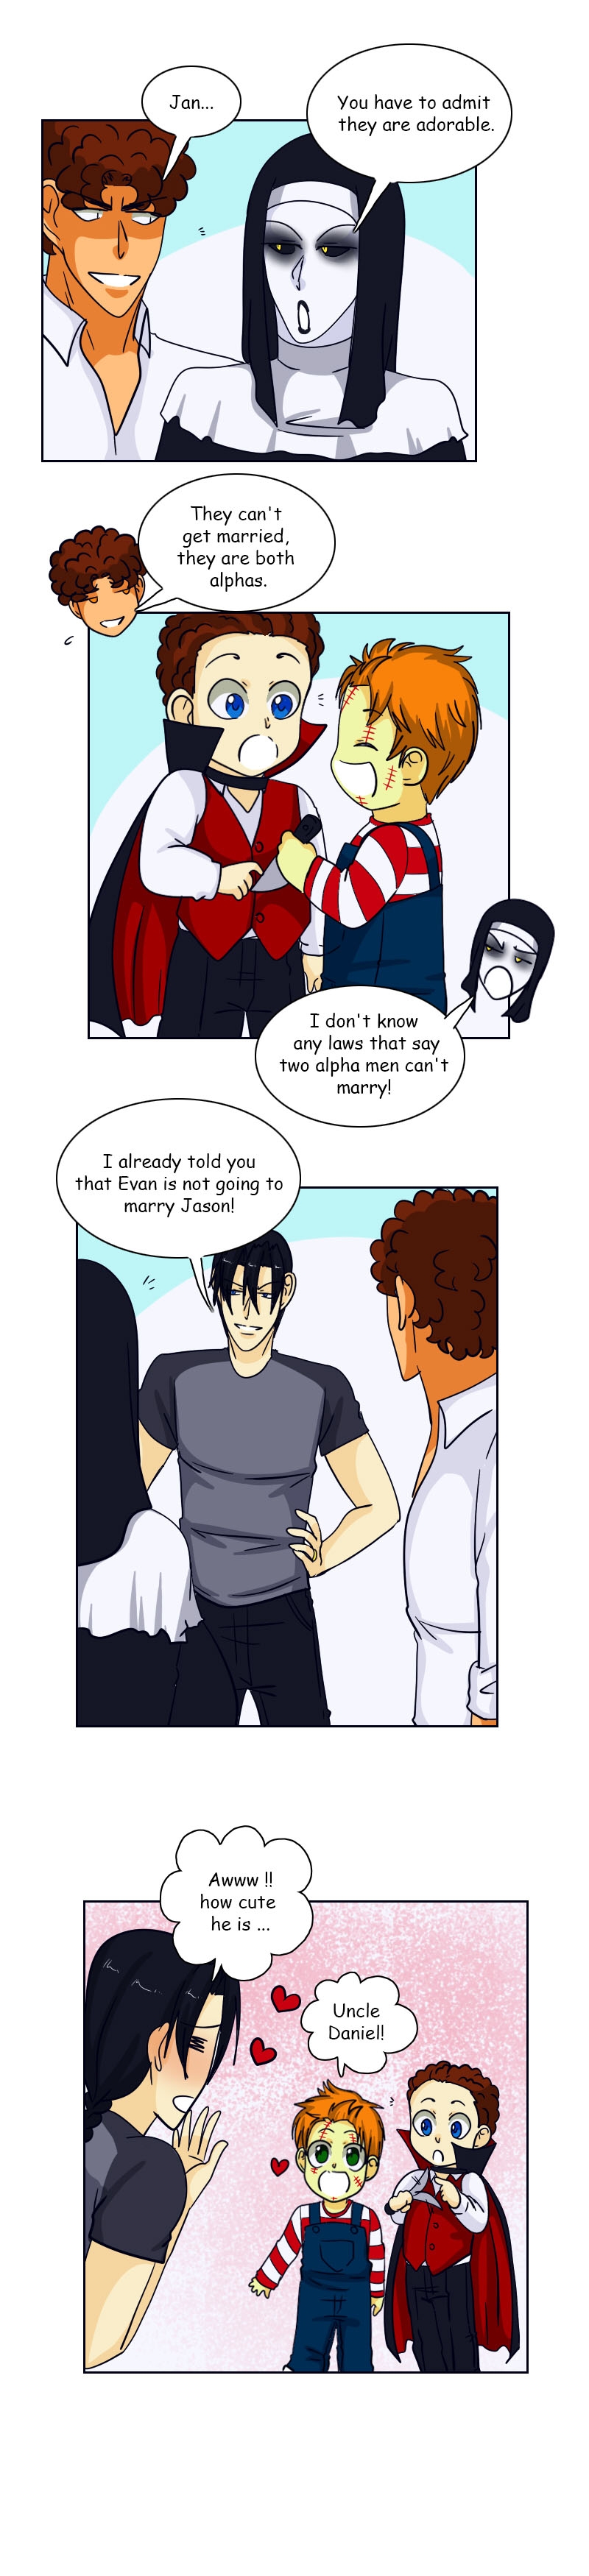 Jan...
You have to admit
they are adorable.
They can't
get married,
they are both
alphas.
I don't know
any laws that say
two alpha men can't
marry!
I already told you
that Evan is not going to
marry Jason!
Awww !!
how cute
he is ...
Uncle
Daniel!